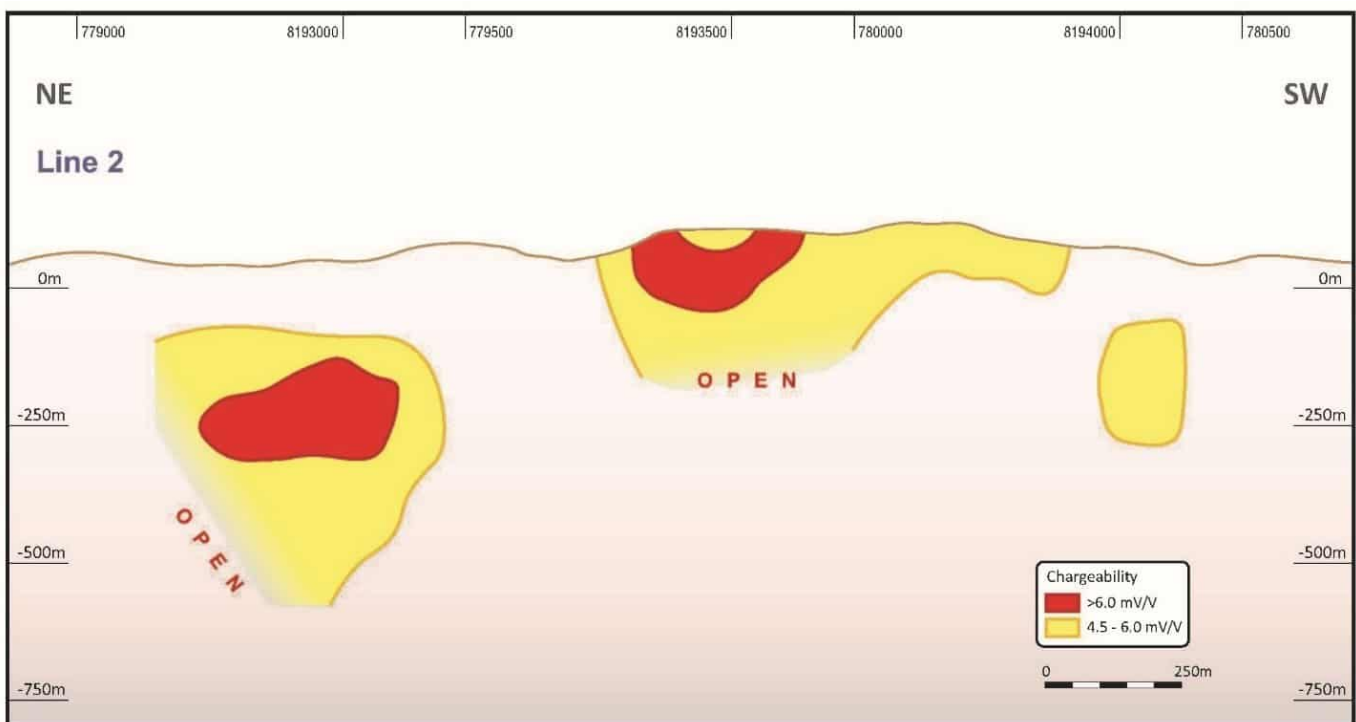 779000 8193000 779500 8193500 780000 8194000 780500
NE SW
Line 2
0m 0m
OPEN
-250m -250m
OPEN
-500m -500m
Chargeability
>6.0 mV/V
4.5 - 6.0 mV/V
0 250m
-750m -750m